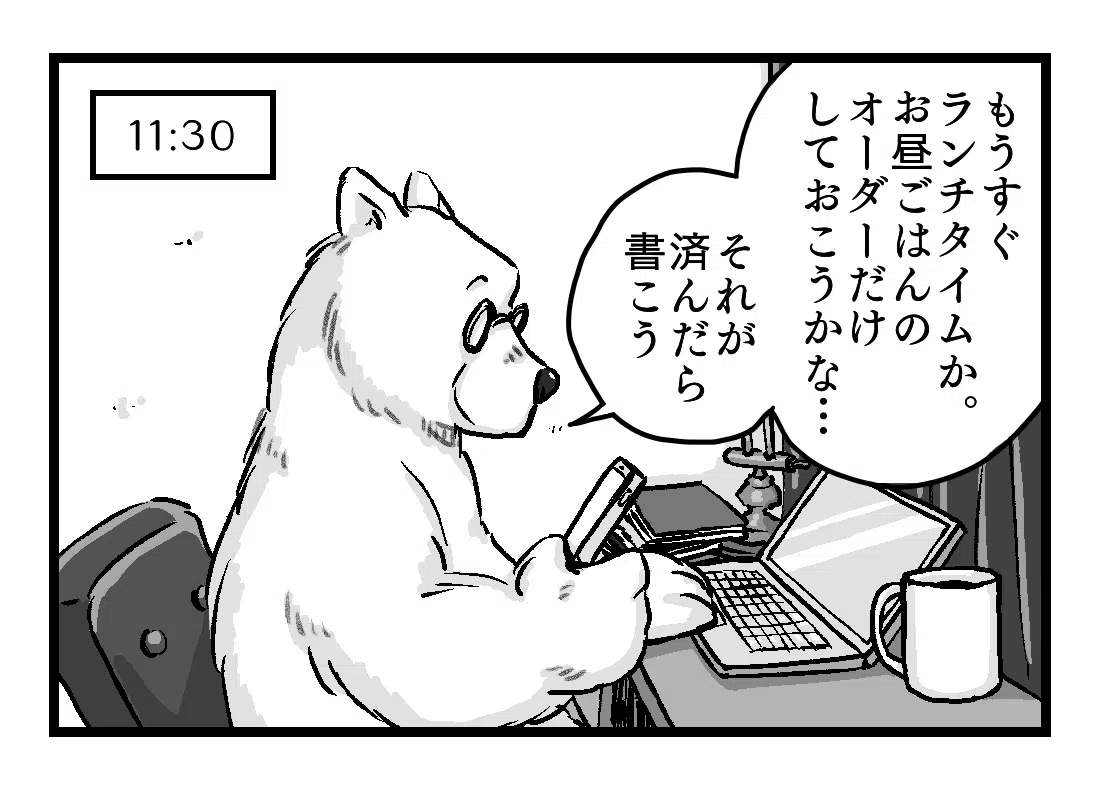 11:30
もうすぐ
ランチタイムか。
お昼ごはんの
オーダーだけ
しておこうかな…
それが
済んだら
書こう